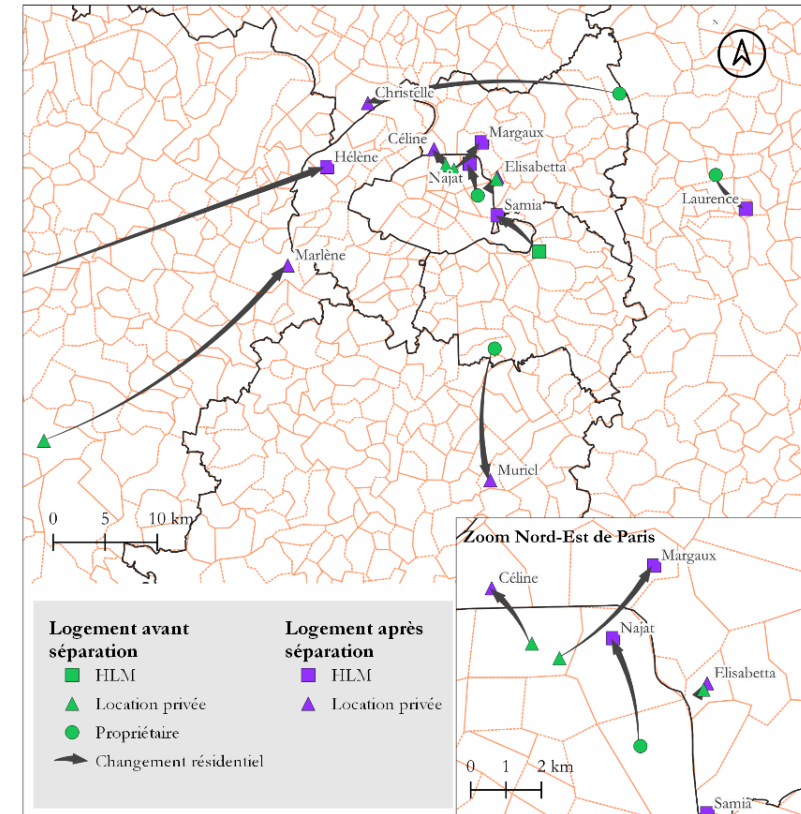 N
Christelle
Margaux
Céline
Hélène
Elisabetta
Najat
Laurence
Samia
Marlène
Muriel
0 5 10 km
Zoom Nord-Est de Paris
Margaux
Céline
Najat
Elisabetta
0 1 2 km
Samia
Logement avant
séparation
HLM
Location privée
Propriétaire
Changement résidentiel
Logement après
séparation
HLM
Location privée